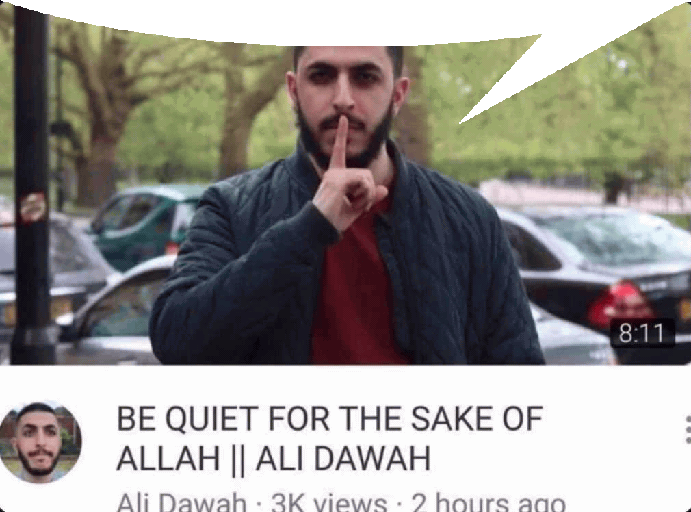 8:11
BE QUIET FOR THE SAKE OF
ALLAH || ALI DAWAH
Ali Dawah · 3K views · 2 hours ago